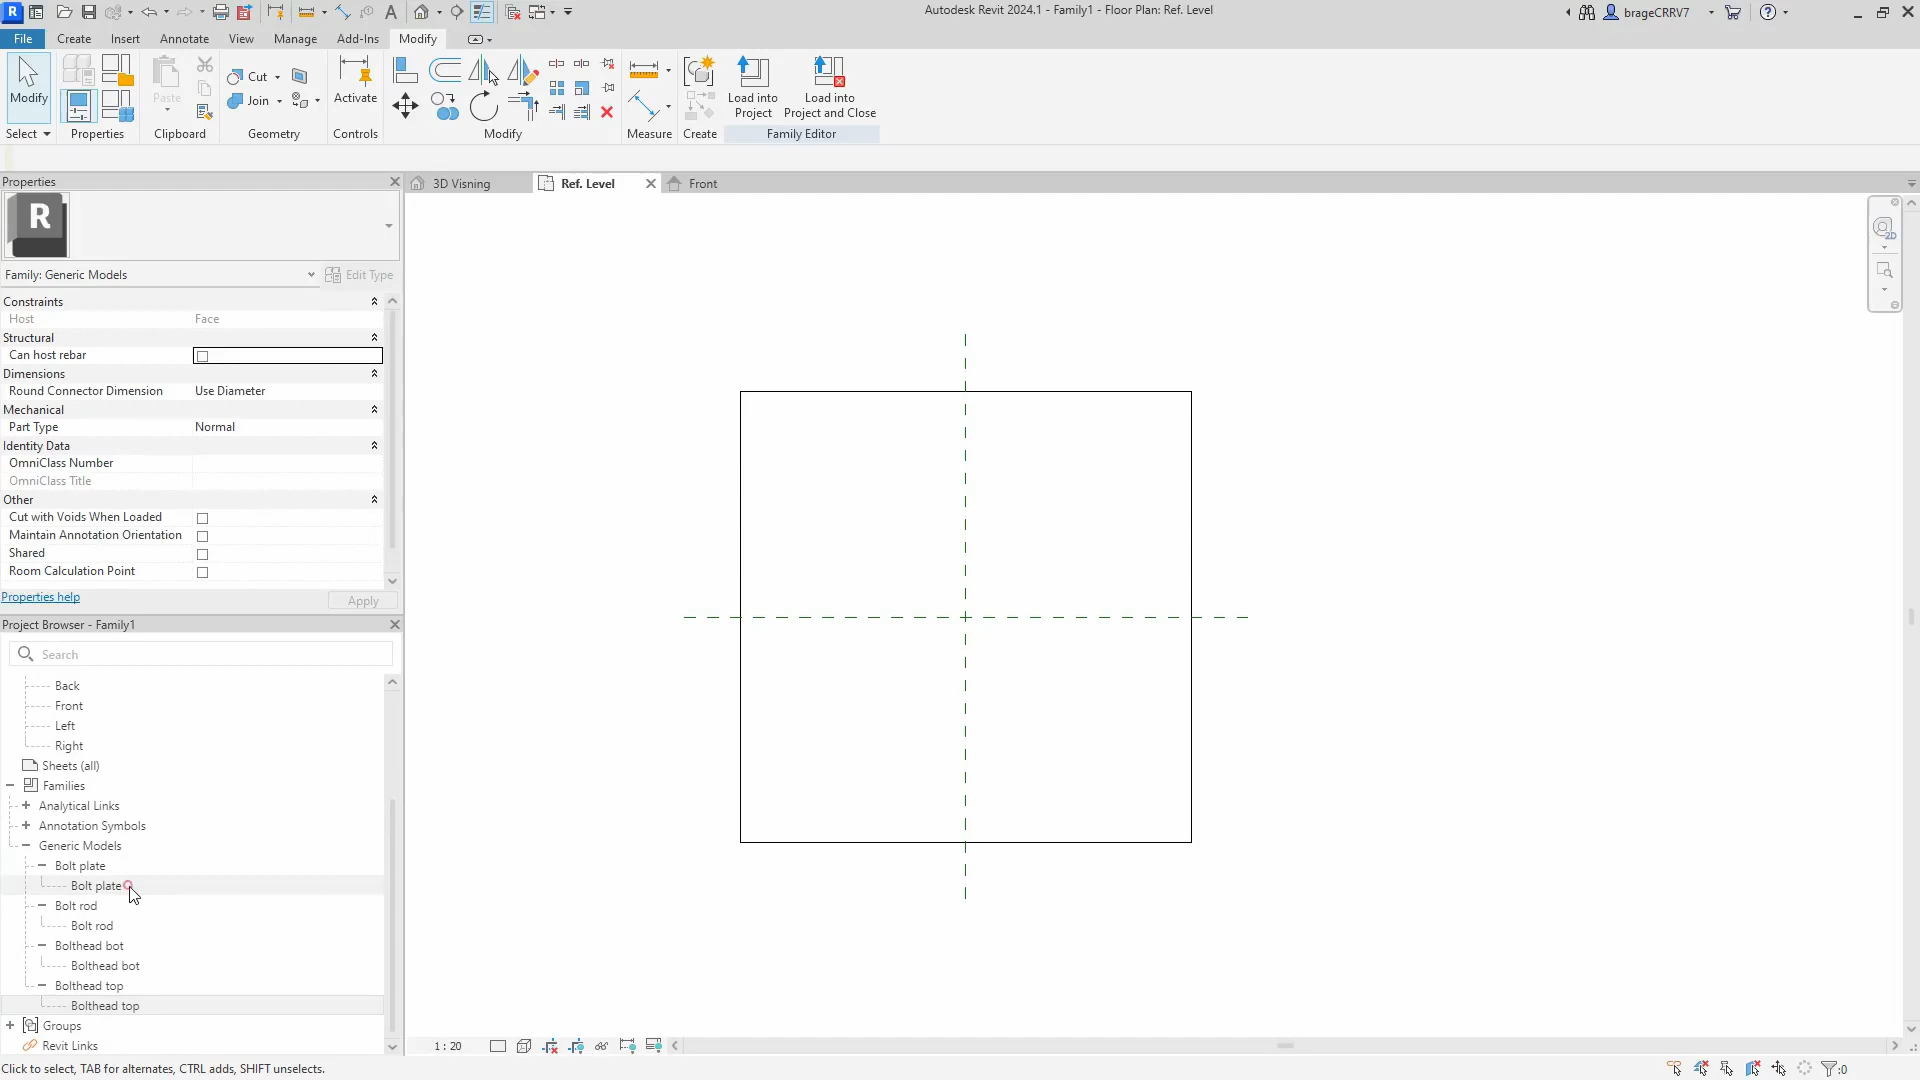 Autodesk Revit 2024.1 - Family1 - Floor Plan: Ref. Level
brageCRRV7
File
Create
Insert
Annotate
View
Manage
Add-Ins
Modify
Modify
Paste
Cut
Join
Activate
Load into
Project
Load into
Project and Close
Select
Properties
Clipboard
Geometry
Controls
Modify
Measure
Create
Family Editor
Properties
3D Visning
Ref. Level
Front
R
2D
Family: Generic Models
Edit Type
Constraints
Host
Face
Structural
Can host rebar
Dimensions
Round Connector Dimension
Use Diameter
Mechanical
Part Type
Normal
Identity Data
OmniClass Number
OmniClass Title
Other
Cut with Voids When Loaded
Maintain Annotation Orientation
Shared
Room Calculation Point
Properties help
Apply
Project Browser - Family1
Search
Back
Front
Left
Right
Sheets (all)
Families
Analytical Links
Annotation Symbols
Generic Models
Bolt plate
Bolt plate
Bolt rod
Bolt rod
Bolthead bot
Bolthead bot
Bolthead top
Bolthead top
Groups
Revit Links
1 : 20
Click to select, TAB for alternates, CTRL adds, SHIFT unselects.
:0